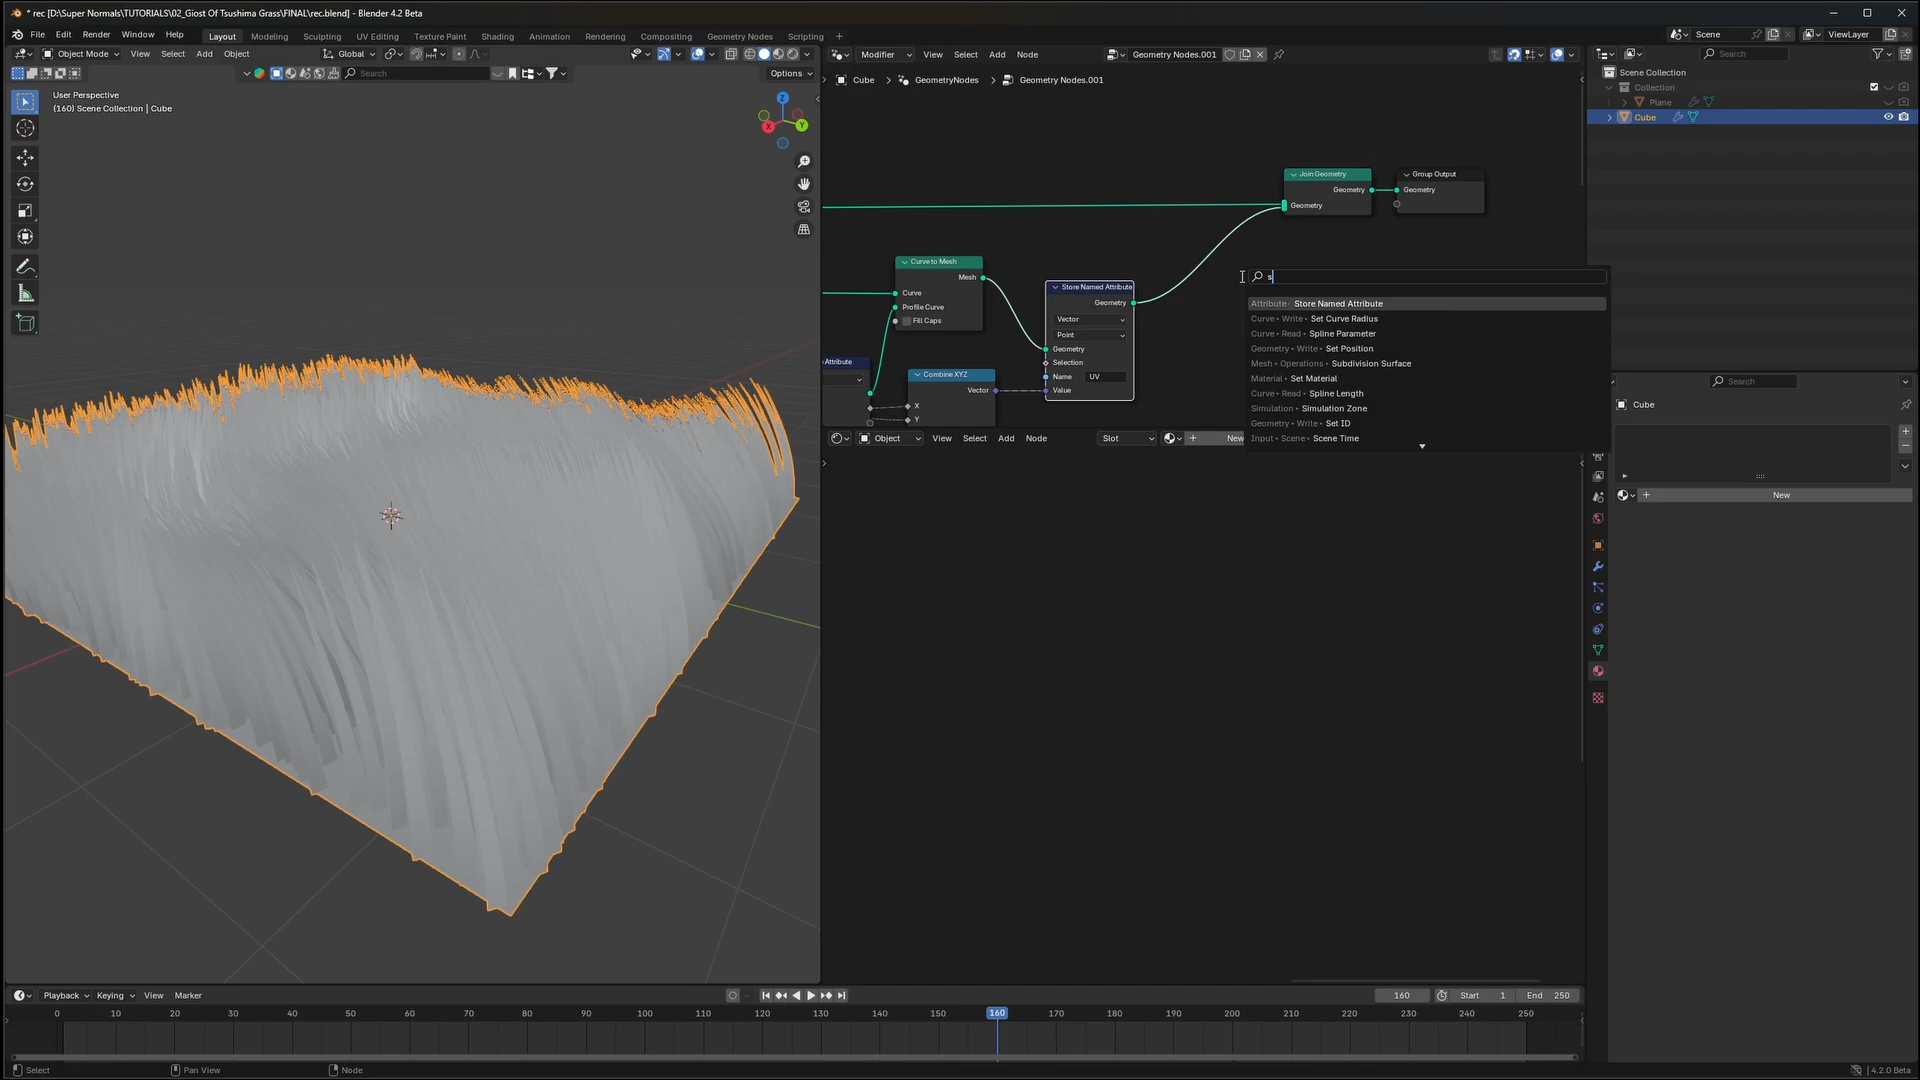 * rec [D:\Super Normals\TUTORIALS\02_Giost Of Tsushima Grass\FINAL\rec.blend] - Blender 4.2 Beta
File Edit Render Window Help Layout Modeling Sculpting UV Editing Texture Paint Shading Animation Rendering Compositing Geometry Nodes Scripting + Scene ViewLayer
Object Mode View Select Add Object Global
Modifier View Select Add Node Geometry Nodes.001
Search
Search Options
User Perspective
(160) Scene Collection | Cube
Cube > GeometryNodes > Geometry Nodes.001
Scene Collection
Collection
Plane
Cube
Join Geometry
Geometry
Geometry
Group Output
Geometry
Curve to Mesh
Mesh
Curve
Profile Curve
Fill Caps
Store Named Attribute
Geometry
Vector
Point
Geometry
Selection
Name UV
Value
Attribute
Combine XYZ
Vector
X
Y
s
Attribute Store Named Attribute
Curve Write Set Curve Radius
Curve Read Spline Parameter
Geometry Write Set Position
Mesh Operations Subdivision Surface
Material Set Material
Curve Read Spline Length
Simulation Simulation Zone
Geometry Write Set ID
Input Scene Scene Time
Object View Select Add Node Slot New
Search
Cube
New
Playback Keying View Marker
160 Start 1 End 250
0 10 20 30 40 50 60 70 80 90 100 110 120 130 140 150 160 170 180 190 200 210 220 230 240 250
Select Pan View Node 4.2.0 Beta